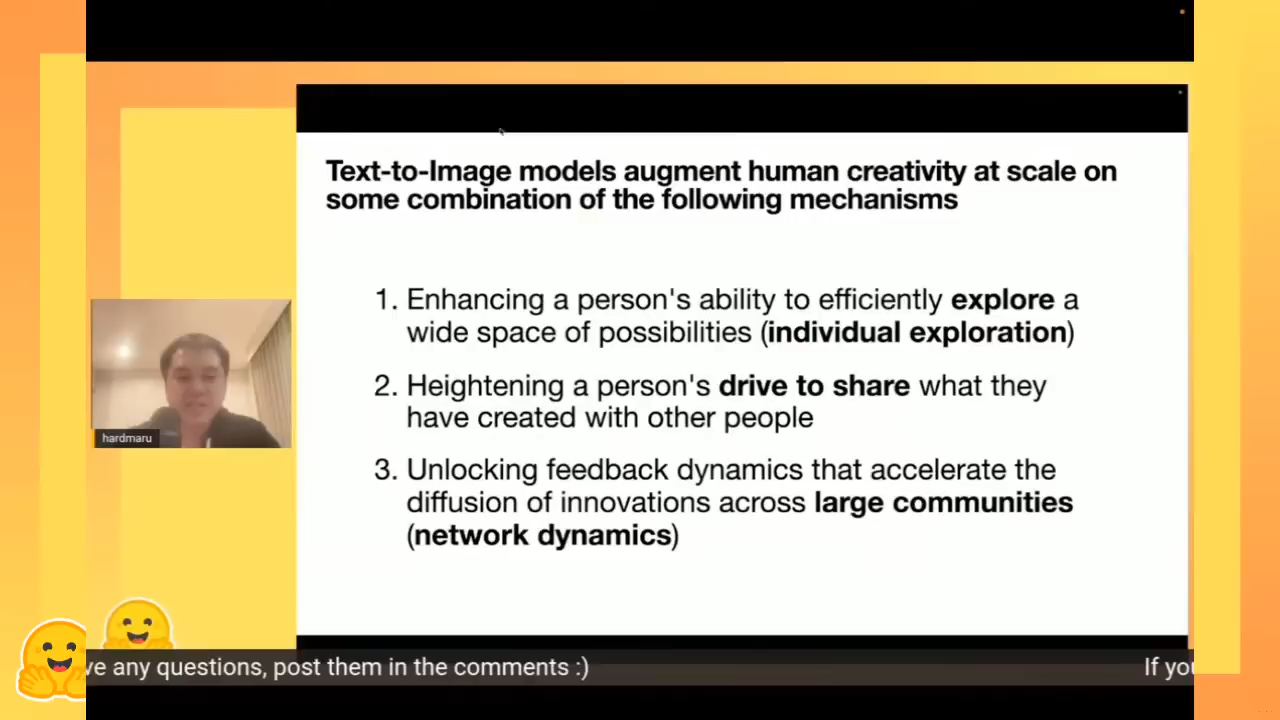 Text-to-Image models augment human creativity at scale on
some combination of the following mechanisms
1. Enhancing a person's ability to efficiently explore a
wide space of possibilities (individual exploration)
2. Heightening a person's drive to share what they
have created with other people
3. Unlocking feedback dynamics that accelerate the
diffusion of innovations across large communities
(network dynamics)
hardmaru
ve any questions, post them in the comments :)
If you